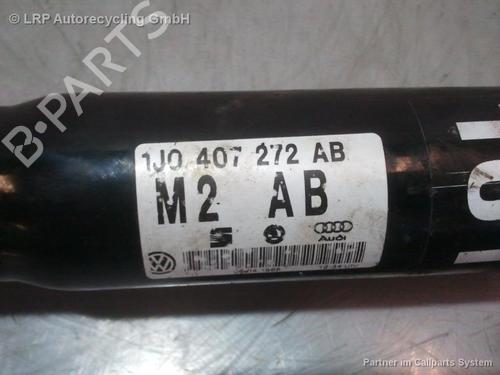 © LRP Autorecycling GmbH
B-PARTS
1J0 407 272 AB
M2 AB
Audi
Partner im Callparts System